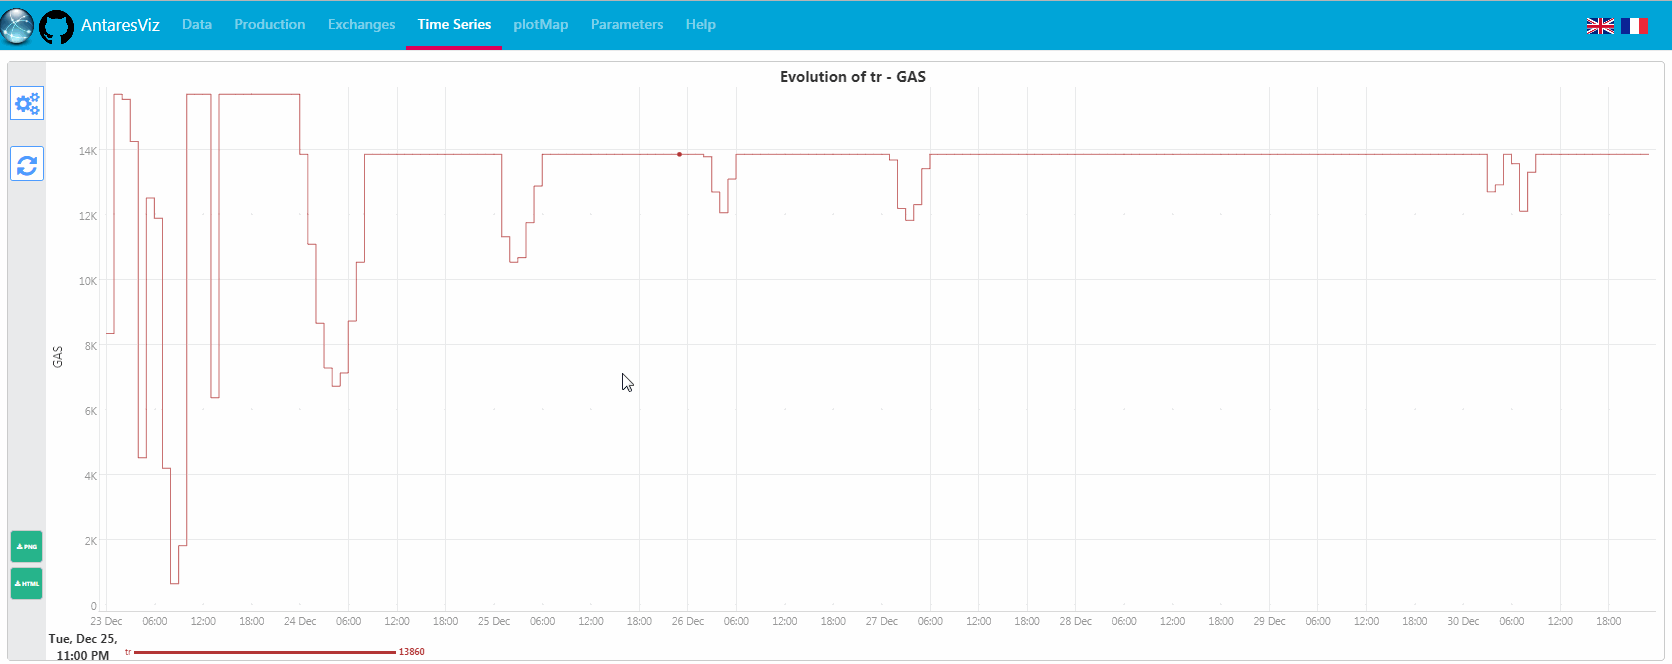 AntaresViz Data Production Exchanges Time Series plotMap Parameters Help
Evolution of tr - GAS
14K
12K
10K
8K
6K
4K
2K
0
GAS
PNG
HTML
23 Dec 06:00 12:00 18:00 24 Dec 06:00 12:00 18:00 25 Dec 06:00 12:00 18:00 26 Dec 06:00 12:00 18:00 27 Dec 06:00 12:00 18:00 28 Dec 06:00 12:00 18:00 29 Dec 06:00 12:00 18:00 30 Dec 06:00 12:00 18:00
Tue, Dec 25,
11:00 PM tr 13860